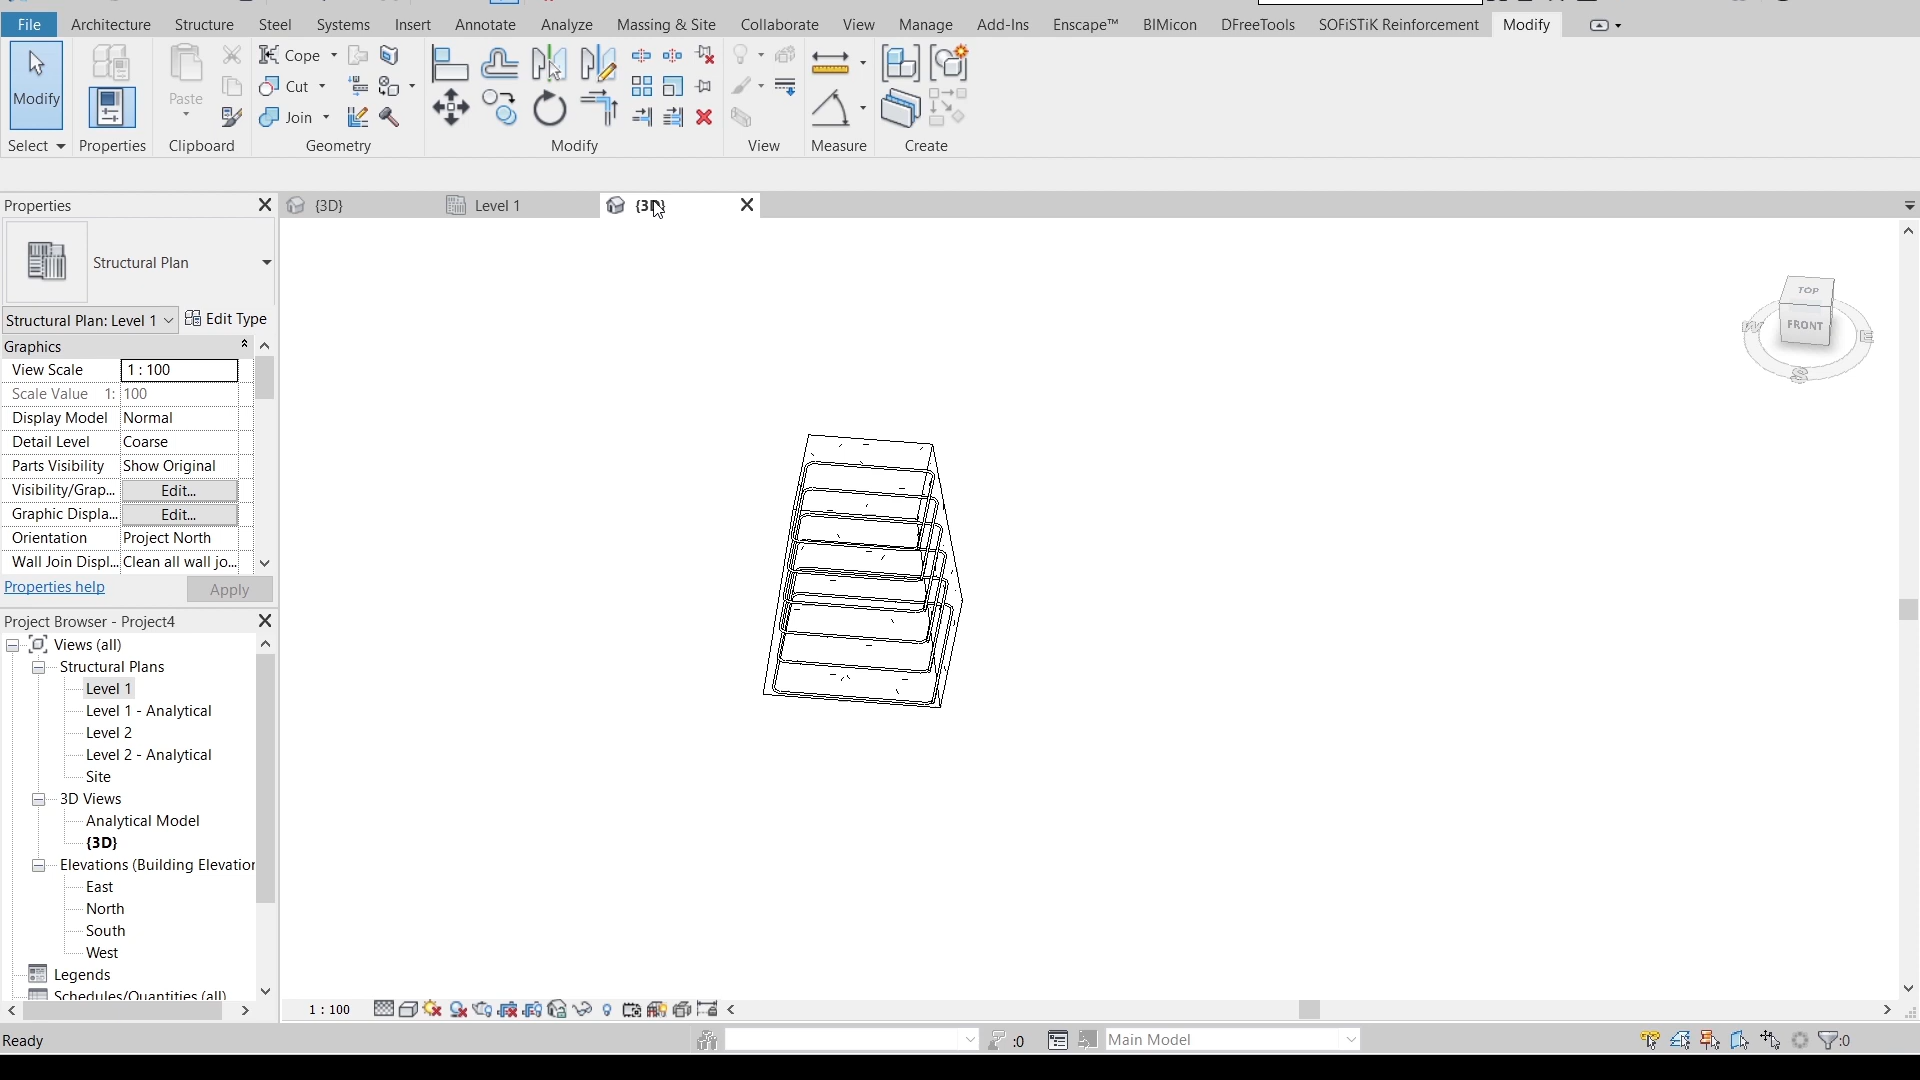 File Architecture Structure Steel Systems Insert Annotate Analyze Massing & Site Collaborate View Manage Add-Ins Enscape™ BIMicon DFreeTools SOFiSTiK Reinforcement Modify
Modify
Paste
Cope
Cut
Join
Select Properties Clipboard Geometry Modify View Measure Create
Properties
{3D}
Level 1
Structural Plan
Structural Plan: Level 1
Edit Type
Graphics
View Scale 1 : 100
Scale Value 1: 100
Display Model Normal
Detail Level Coarse
Parts Visibility Show Original
Visibility/Grap... Edit...
Graphic Displa... Edit...
Orientation Project North
Wall Join Displ... Clean all wall jo...
Properties help
Apply
Project Browser - Project4
Views (all)
Structural Plans
Level 1
Level 1 - Analytical
Level 2
Level 2 - Analytical
Site
3D Views
Analytical Model
{3D}
Elevations (Building Elevation
East
North
South
West
Legends
Schedules/Quantities (all)
TOP
FRONT
W
E
S
1 : 100
Ready
:0
Main Model
:0